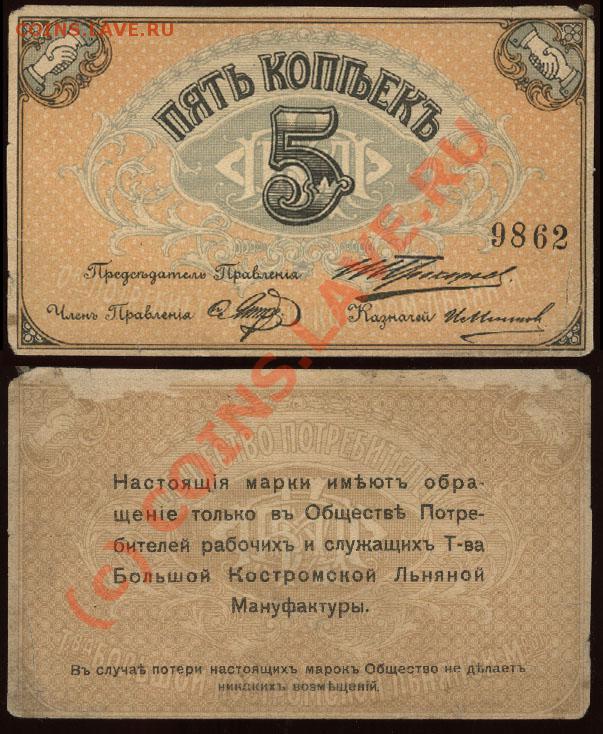 COINS.LAVE.RU
ПЯТЬ КОПѢЕКЪ
5
9862
Предсѣдатель Правленія
Членъ Правленія
Казначей
(c) COINS.LAVE.RU
ОБЩЕСТВО ПОТРЕБИТЕЛЕЙ
Настоящія марки имѣютъ обра-
щеніе только въ Обществѣ Потре-
бителей рабочихъ и служащихъ Т-ва
Большой Костромской Льняной
Мануфактуры.
Въ случаѣ потери настоящихъ марокъ Общество не дѣлаетъ
никакихъ возмѣщеній.